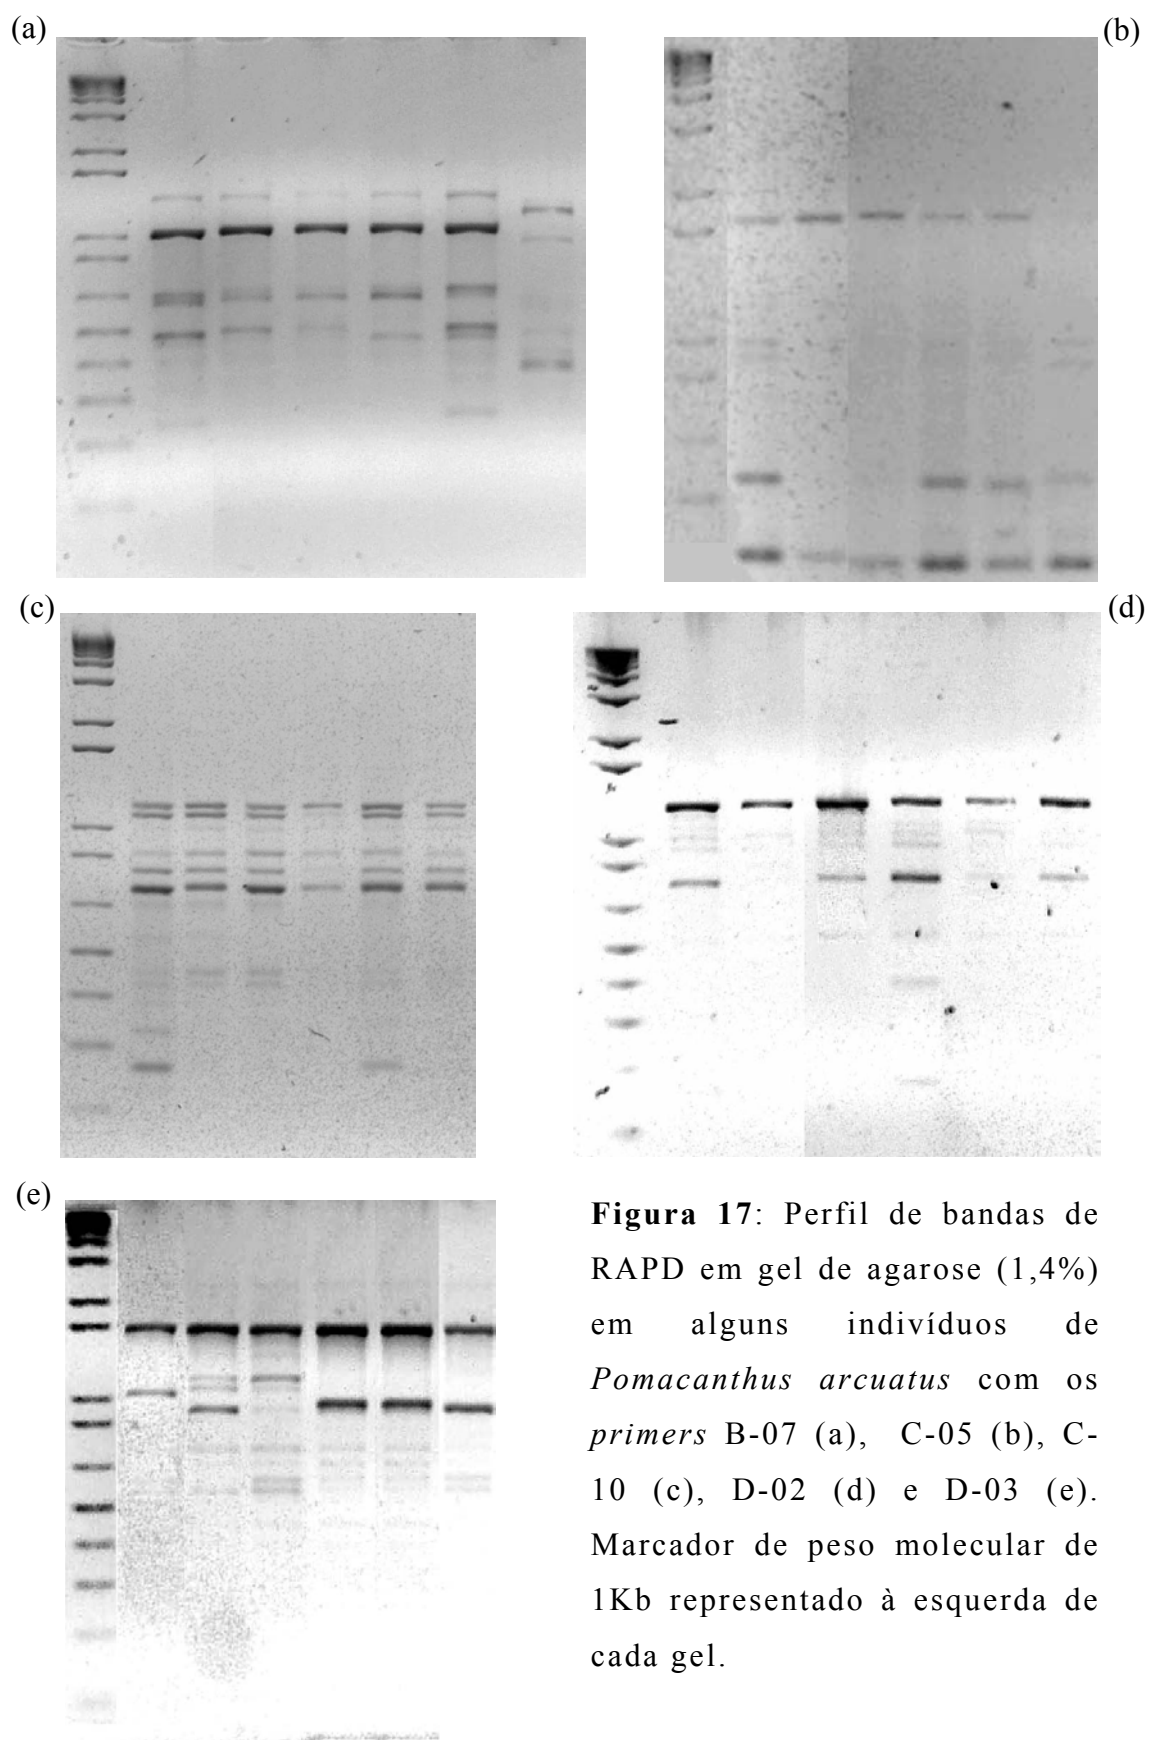 (a)
(b)
(c)
(d)
(e)
Figura 17: Perfil de bandas de
RAPD em gel de agarose (1,4%)
em alguns indivíduos de
Pomacanthus arcuatus com os
primers B-07 (a), C-05 (b), C-
10 (c), D-02 (d) e D-03 (e).
Marcador de peso molecular de
1Kb representado à esquerda de
cada gel.